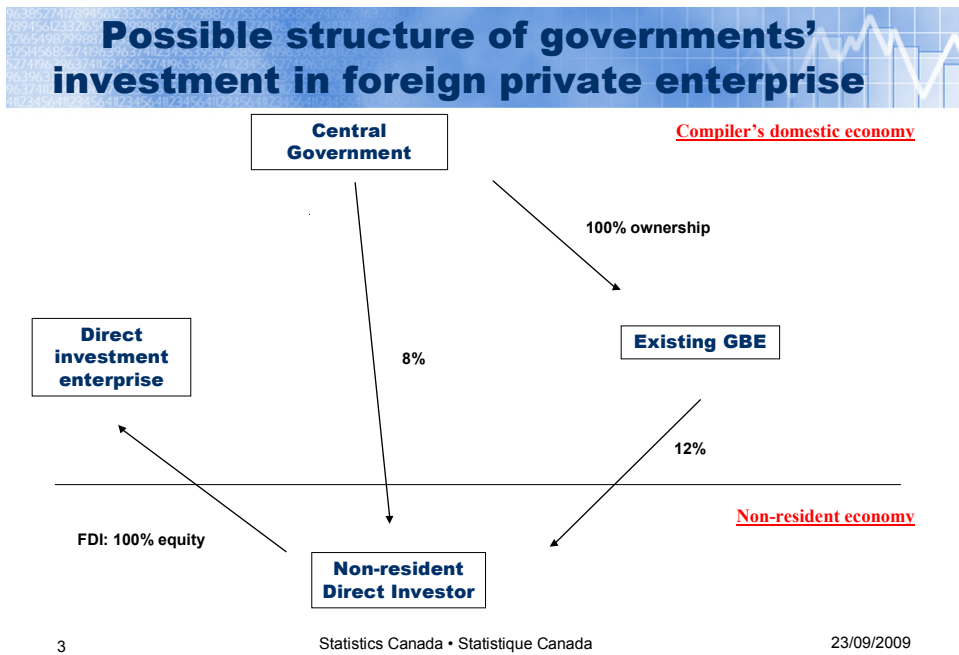 Possible structure of governments'
investment in foreign private enterprise
Central
Government
Compiler's domestic economy
100% ownership
Direct
investment
enterprise
Existing GBE
8%
12%
Non-resident economy
FDI: 100% equity
Non-resident
Direct Investor
3
Statistics Canada • Statistique Canada
23/09/2009